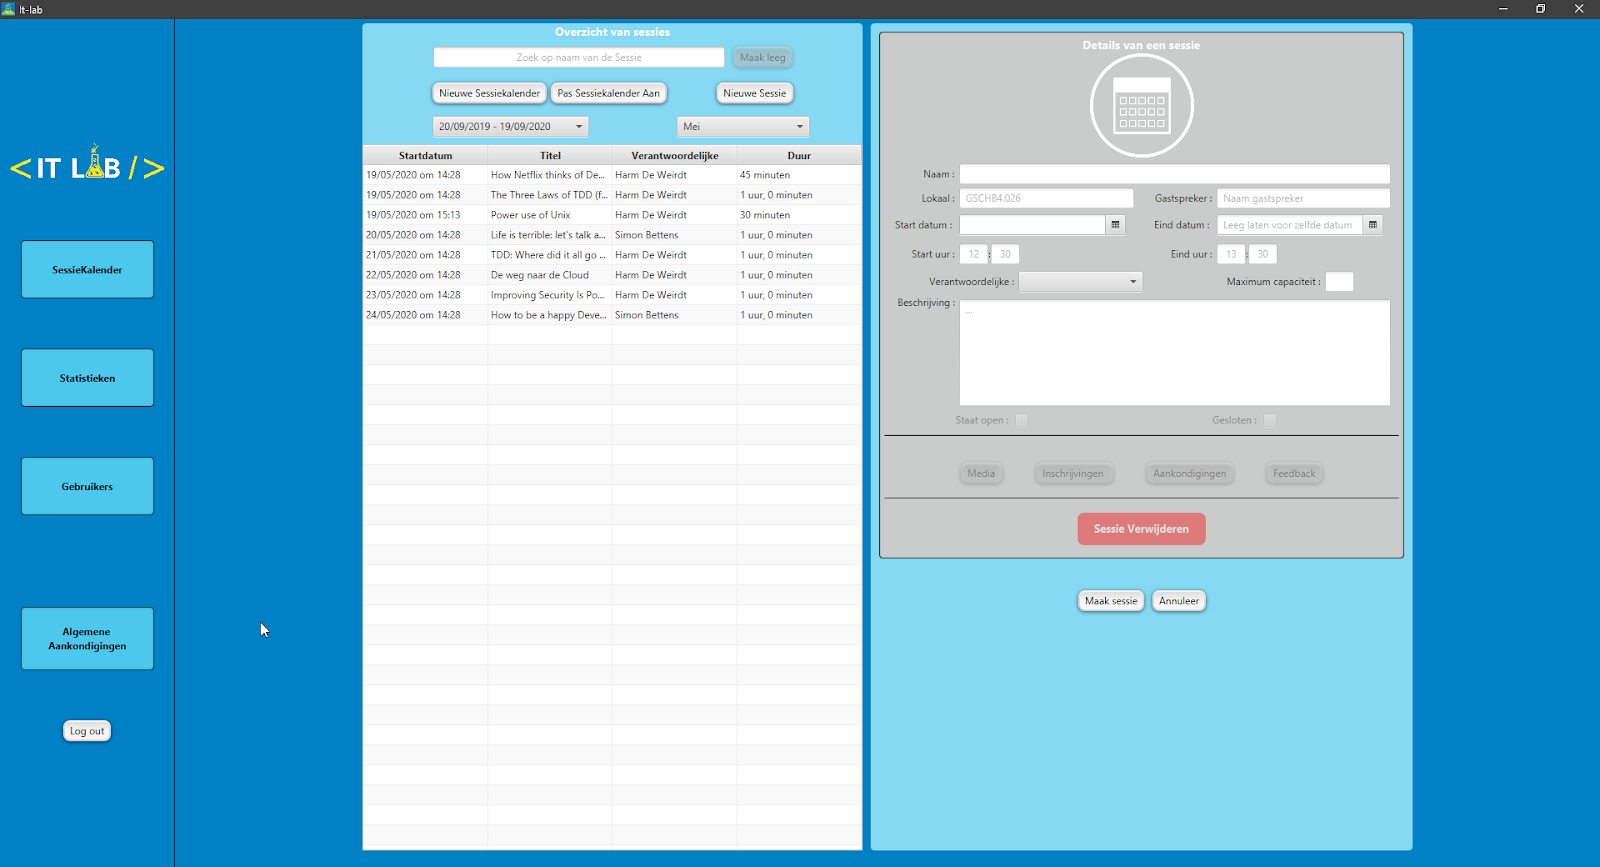 It-lab
<IT LAB/>
SessieKalender
Statistieken
Gebruikers
Algemene
Aankondigingen
Log out
Overzicht van sessies
Zoek op naam van de Sessie Maak leeg
Nieuwe Sessiekalender Pas Sessiekalender Aan Nieuwe Sessie
20/09/2019 - 19/09/2020 Mei
Startdatum Titel Verantwoordelijke Duur
19/05/2020 om 14:28 How Netflix thinks of De... Harm De Weirdt 45 minuten
19/05/2020 om 14:28 The Three Laws of TDD (f... Harm De Weirdt 1 uur, 0 minuten
19/05/2020 om 15:13 Power use of Unix Harm De Weirdt 30 minuten
20/05/2020 om 14:28 Life is terrible: let's talk a... Simon Bettens 1 uur, 0 minuten
21/05/2020 om 14:28 TDD: Where did it all go ... Harm De Weirdt 1 uur, 0 minuten
22/05/2020 om 14:28 De weg naar de Cloud Harm De Weirdt 1 uur, 0 minuten
23/05/2020 om 14:28 Improving Security Is Po... Harm De Weirdt 1 uur, 0 minuten
24/05/2020 om 14:28 How to be a happy Deve... Simon Bettens 1 uur, 0 minuten
Details van een sessie
Naam :
Lokaal : GSCHB4.026 Gastspreker : Naam gastspreker
Start datum : Eind datum : Leeg laten voor zelfde datum
Start uur : 12 : 30 Eind uur : 13 : 30
Verantwoordelijke : Maximum capaciteit :
Beschrijving : ...
Staat open : Gesloten :
Media Inschrijvingen Aankondigingen Feedback
Sessie Verwijderen
Maak sessie Annuleer